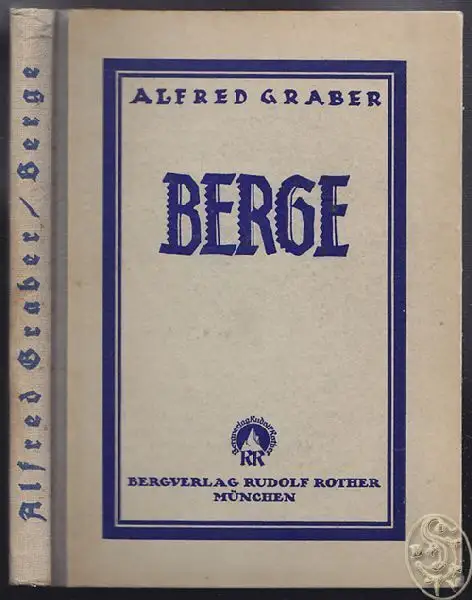 Alfred Graber / Berge
ALFRED GRABER
BERGE
Bergverlag Rudolf Rother
RR
BERGVERLAG RUDOLF ROTHER
MÜNCHEN